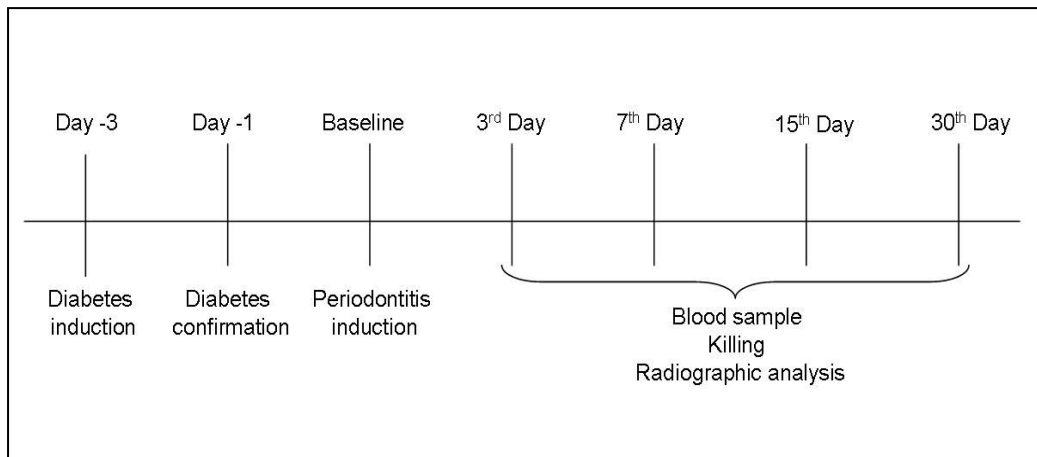 Day -3 Day -1 Baseline 3rd Day 7th Day 15th Day 30th Day
Diabetes induction
Diabetes confirmation
Periodontitis induction
Blood sample
Killing
Radiographic analysis